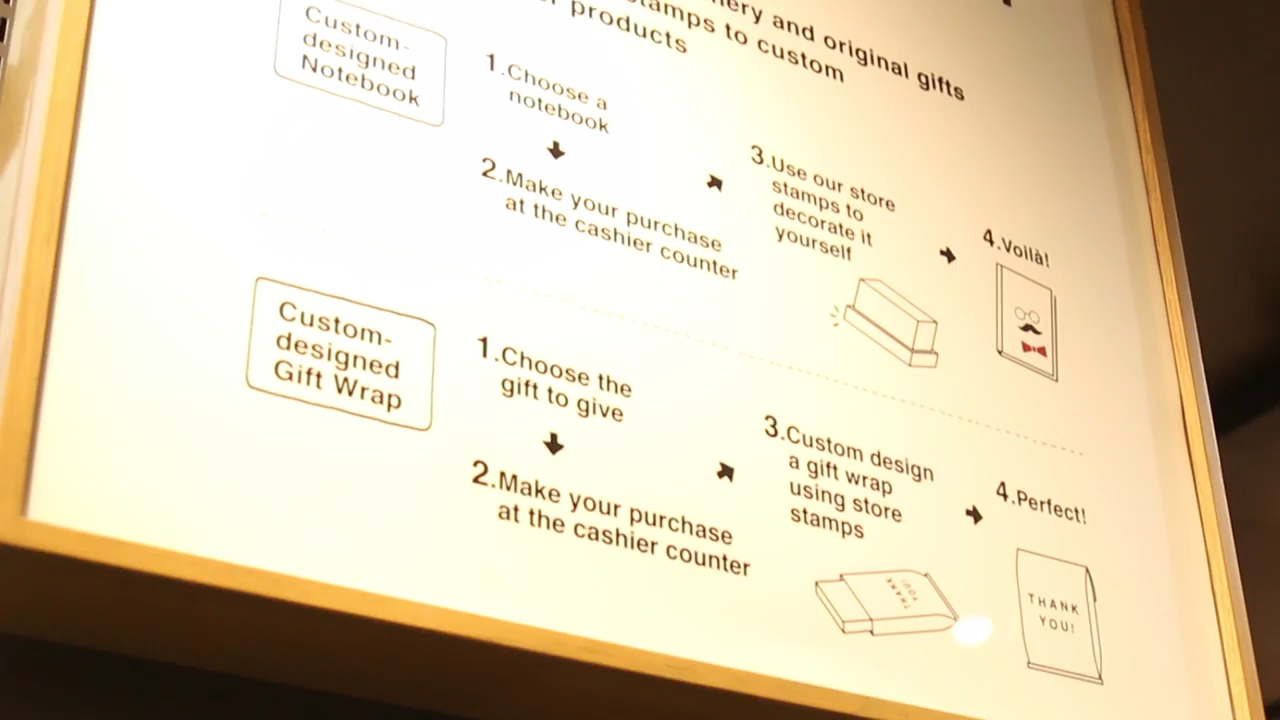 and original gifts
to custom
products
Custom-
designed
Notebook
1.Choose a
notebook
2.Make your purchase
at the cashier counter
3.Use our store
stamps to
decorate it
yourself
4.Voilà!
Custom-
designed
Gift Wrap
1.Choose the
gift to give
2.Make your purchase
at the cashier counter
3.Custom design
a gift wrap
using store
stamps
4.Perfect!
THANK
YOU!
THANK
YOU!